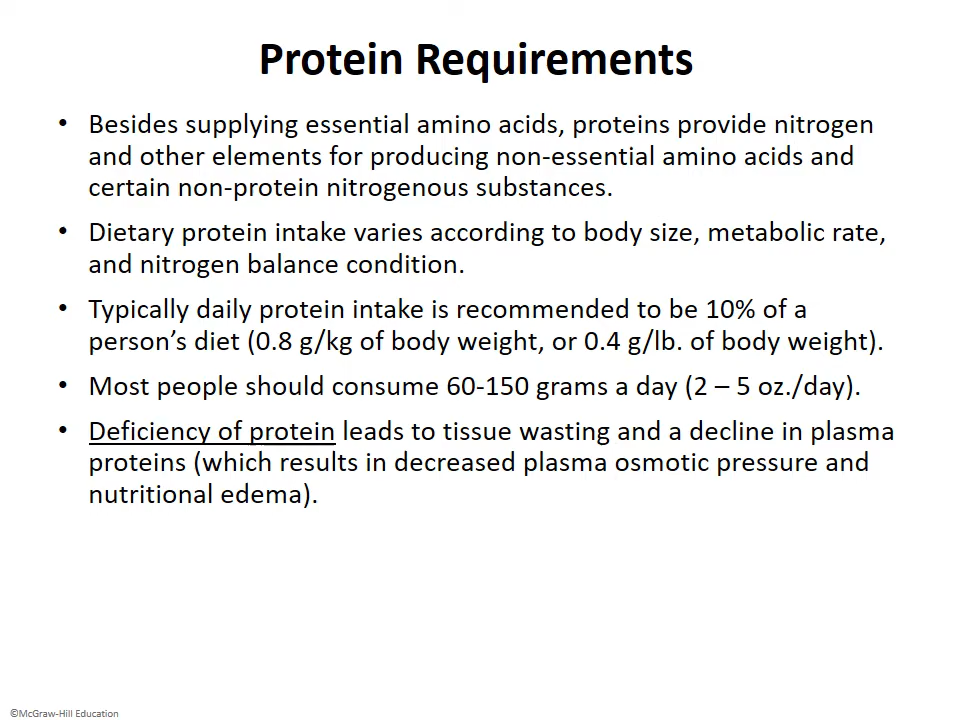 Protein Requirements
• Besides supplying essential amino acids, proteins provide nitrogen
and other elements for producing non-essential amino acids and
certain non-protein nitrogenous substances.
• Dietary protein intake varies according to body size, metabolic rate,
and nitrogen balance condition.
• Typically daily protein intake is recommended to be 10% of a
person’s diet (0.8 g/kg of body weight, or 0.4 g/lb. of body weight).
• Most people should consume 60-150 grams a day (2 – 5 oz./day).
• Deficiency of protein leads to tissue wasting and a decline in plasma
proteins (which results in decreased plasma osmotic pressure and
nutritional edema).
©McGraw-Hill Education